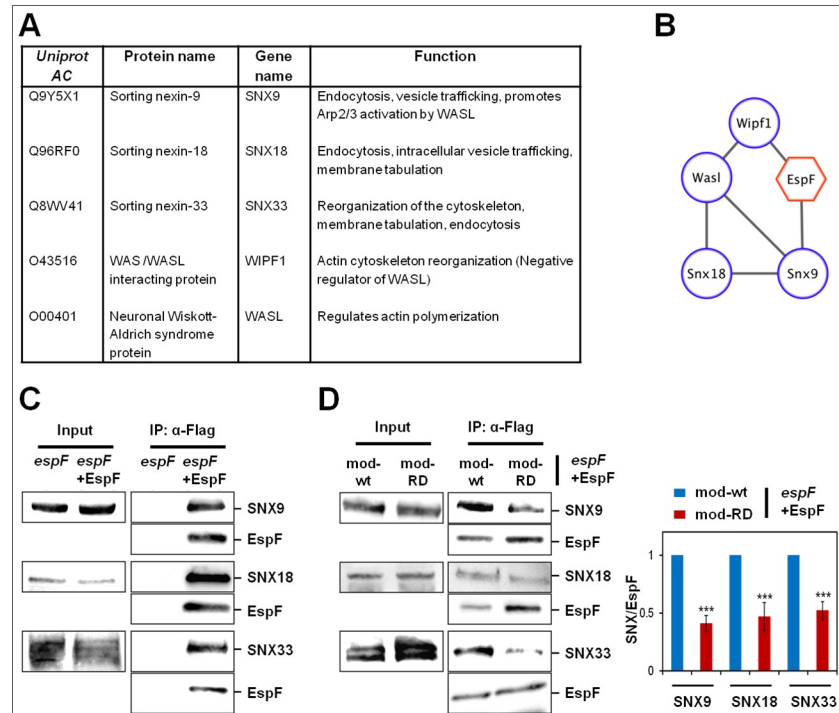 A
Uniprot AC
Protein name
Gene name
Function
Q9Y5X1
Sorting nexin-9
SNX9
Endocytosis, vesicle trafficking, promotes
Arp2/3 activation by WASL
Q96RF0
Sorting nexin-18
SNX18
Endocytosis, intracellular vesicle trafficking,
membrane tabulation
Q8WV41
Sorting nexin-33
SNX33
Reorganization of the cytoskeleton,
membrane tabulation, endocytosis
O43516
WAS /WASL
interacting protein
WIPF1
Actin cytoskeleton reorganization (Negative
regulator of WASL)
O00401
Neuronal Wiskott-
Aldrich syndrome
protein
WASL
Regulates actin polymerization
B
Wipf1
Wasl
EspF
Snx18
Snx9
C
Input
IP: α-Flag
espF
espF
+EspF
espF
espF
+EspF
SNX9
EspF
SNX18
EspF
SNX33
EspF
D
Input
IP: α-Flag
mod-
wt
mod-
RD
mod-
wt
mod-
RD
espF
+EspF
SNX9
EspF
SNX18
EspF
SNX33
EspF
mod-wt
mod-RD
espF
+EspF
SNX/EspF
1
0.5
0
***
***
***
SNX9
SNX18
SNX33